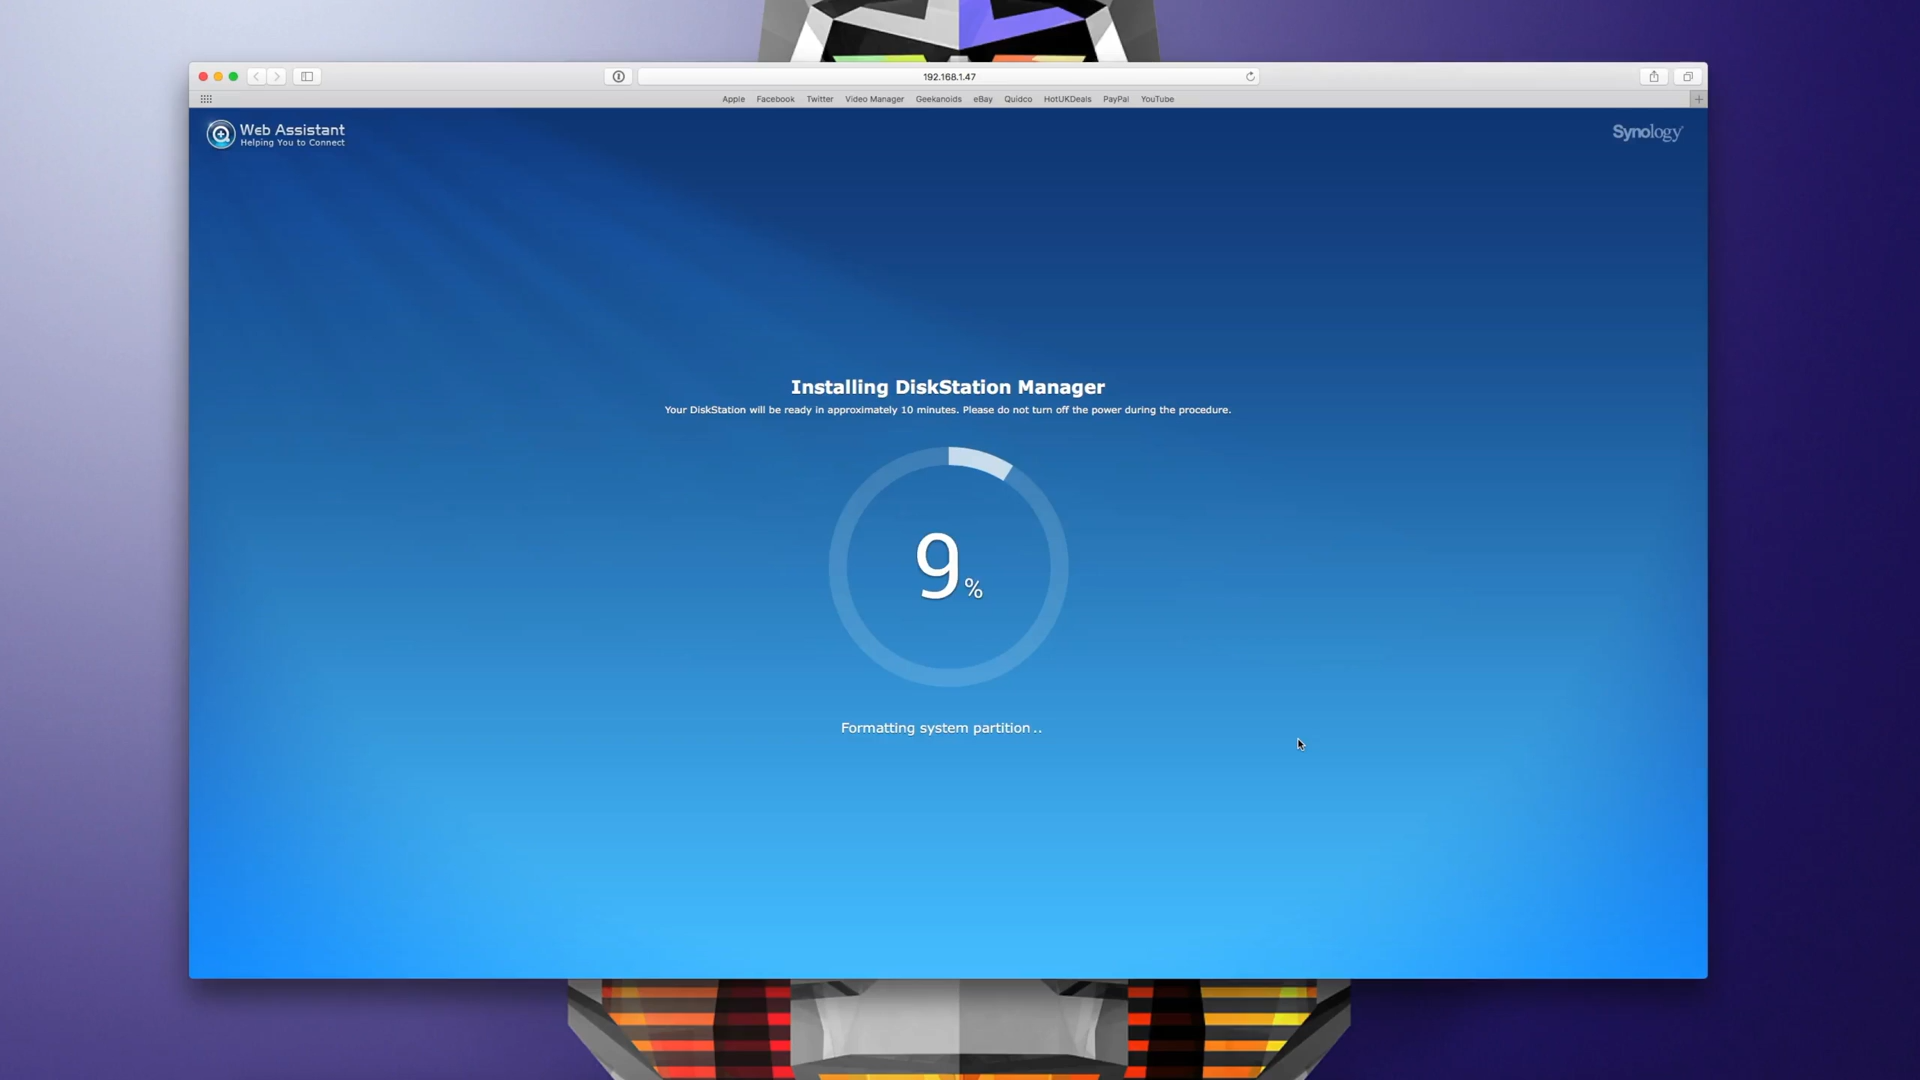 192.168.1.47
Apple Facebook Twitter Video Manager Geekanoids eBay Quidco HotUKDeals PayPal YouTube
Web Assistant
Helping You to Connect
Synology
Installing DiskStation Manager
Your DiskStation will be ready in approximately 10 minutes. Please do not turn off the power during the procedure.
9%
Formatting system partition..